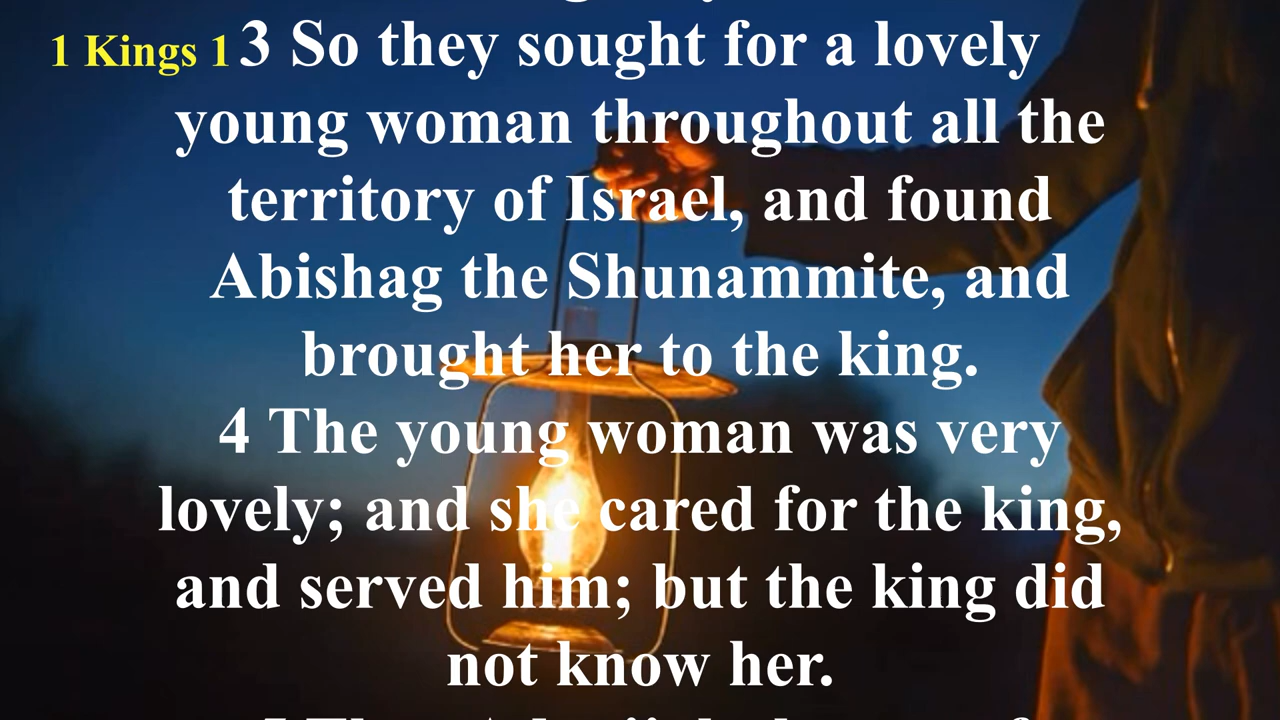 1 Kings 1 3 So they sought for a lovely
young woman throughout all the
territory of Israel, and found
Abishag the Shunammite, and
brought her to the king.
4 The young woman was very
lovely; and she cared for the king,
and served him; but the king did
not know her.